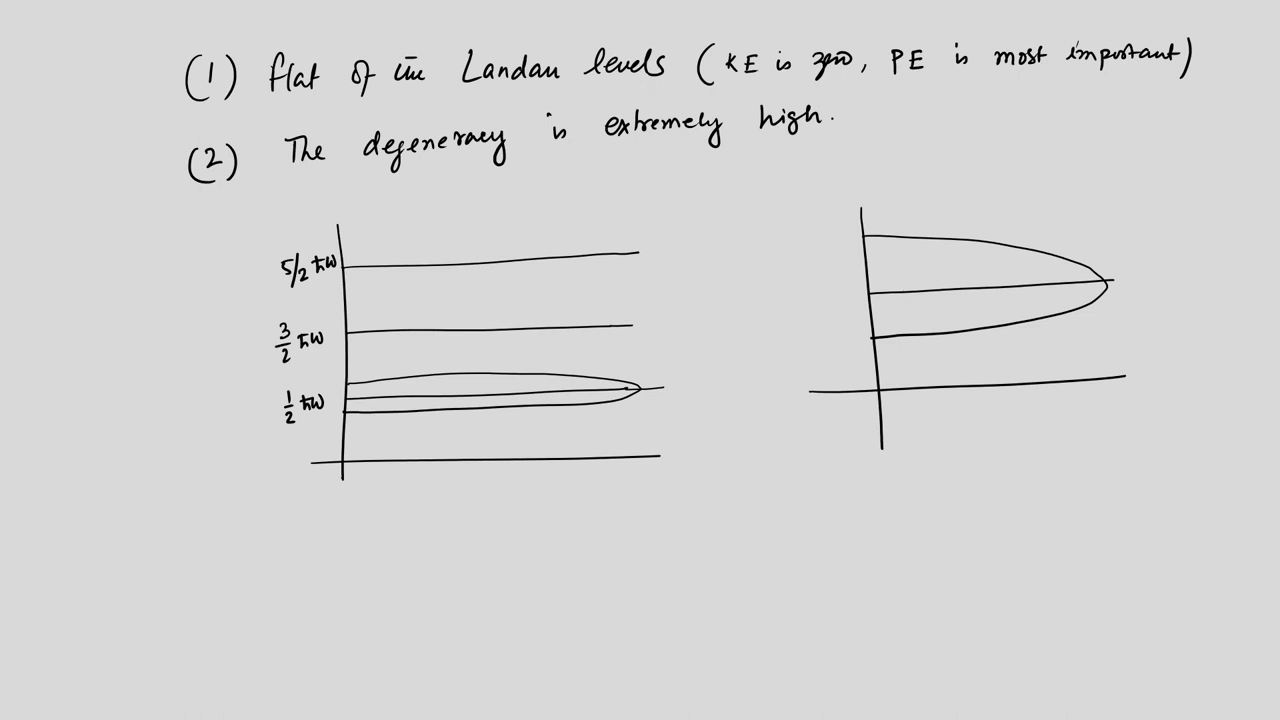 (1) flat of the Landau levels (KE is zero, PE is most important)
(2) The degeneracy is extremely high.
5/2 ħω
3/2 ħω
1/2 ħω